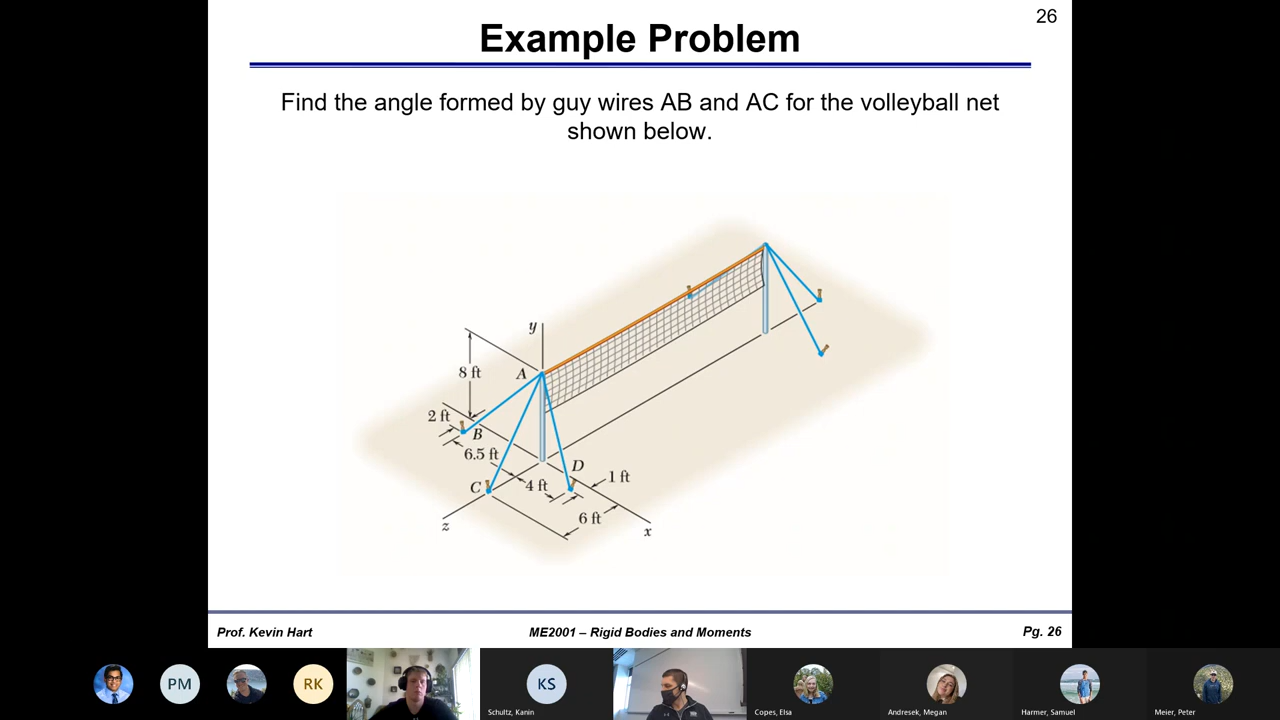 26
Example Problem
Find the angle formed by guy wires AB and AC for the volleyball net
shown below.
y
8 ft
A
2 ft
B
6.5 ft
D
C
4 ft
1 ft
6 ft
z
x
Prof. Kevin Hart
ME2001 – Rigid Bodies and Moments
Pg. 26
PM
RK
KS
Schultz, Kanin
Copes, Elsa
Andresek, Megan
Harmer, Samuel
Meier, Peter